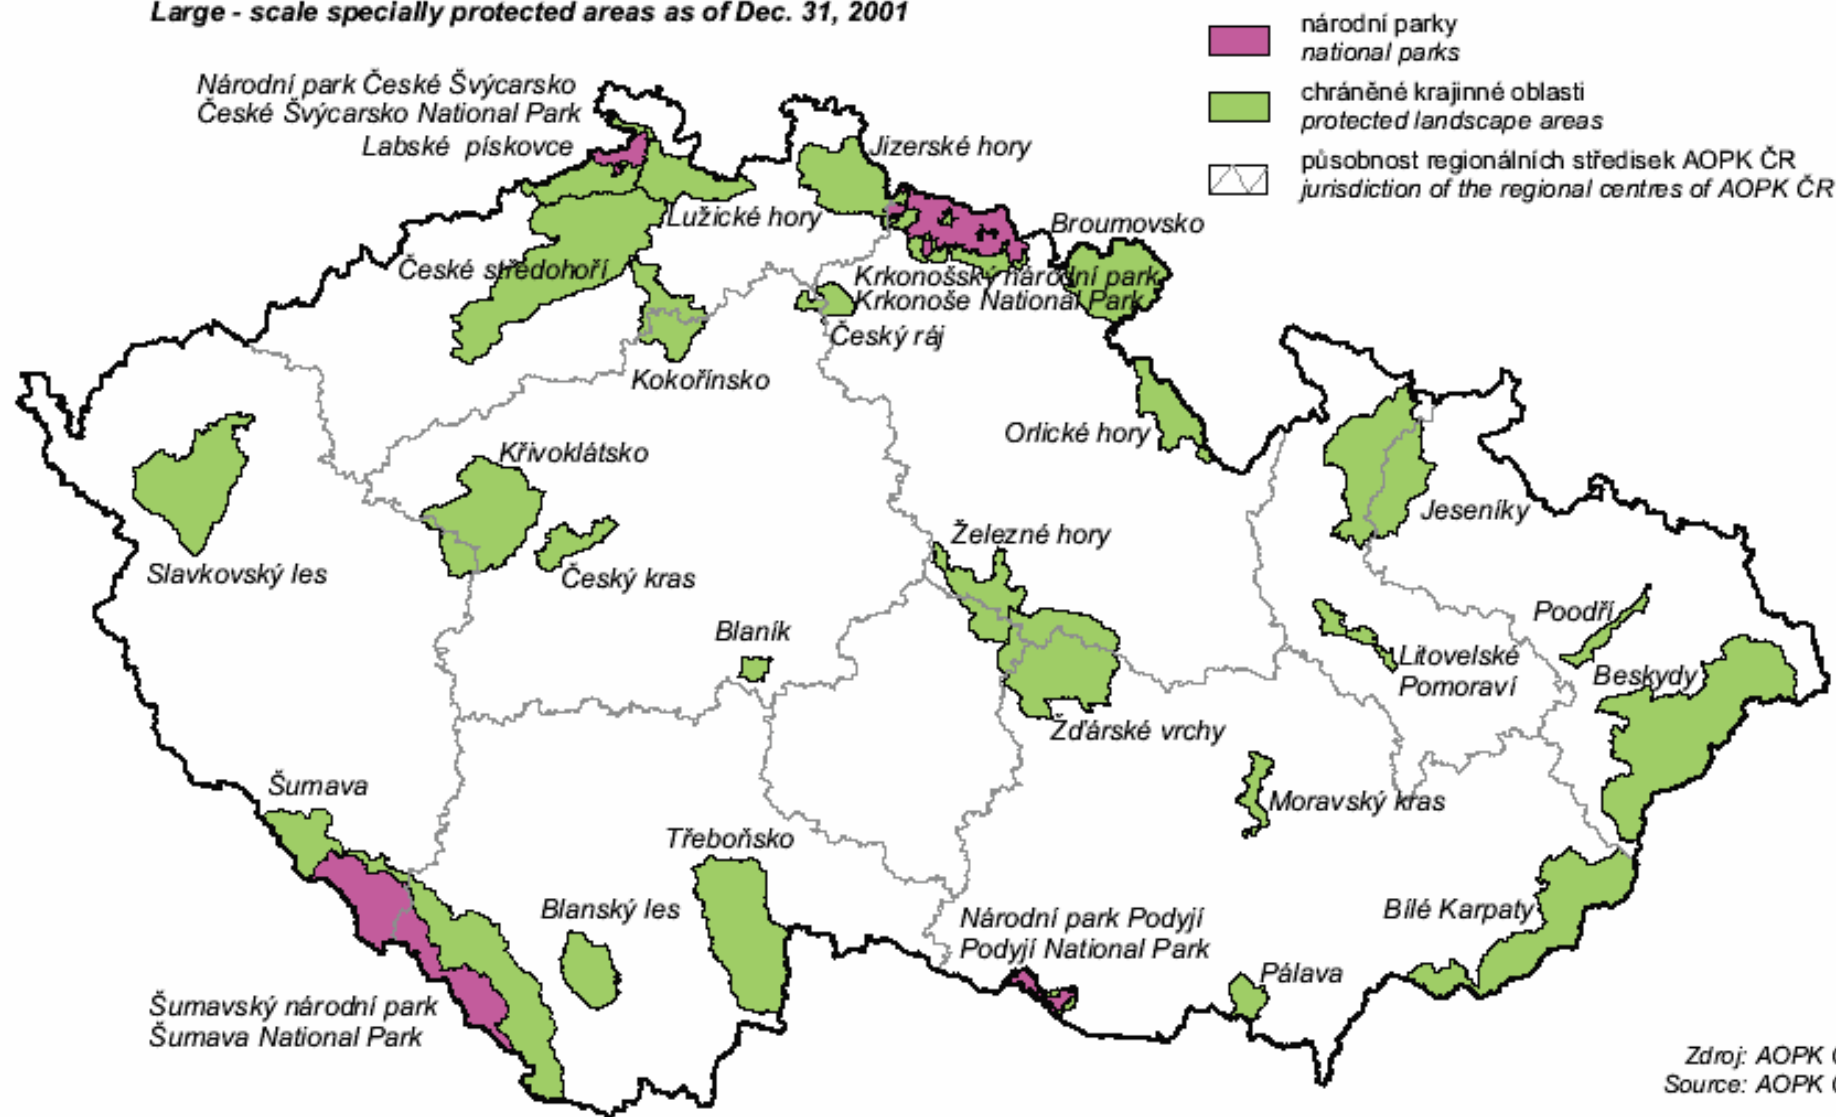 Large - scale specially protected areas as of Dec. 31, 2001
národní parky
national parks
chráněné krajinné oblasti
protected landscape areas
působnost regionálních středisek AOPK ČR
jurisdiction of the regional centres of AOPK ČR
Národní park České Švýcarsko
České Švýcarsko National Park
Labské pískovce
Jizerské hory
Lužické hory
Broumovsko
České středohoří
Krkonošský národní park
Krkonoše National Park
Český ráj
Kokořínsko
Orlické hory
Křivoklátsko
Jeseníky
Železné hory
Slavkovský les
Český kras
Poodří
Blaník
Litovelské
Pomoraví
Beskydy
Žďárské vrchy
Šumava
Moravský kras
Třeboňsko
Blanský les
Národní park Podyjí
Podyjí National Park
Bílé Karpaty
Pálava
Šumavský národní park
Šumava National Park
Zdroj: AOPK
Source: AOPK